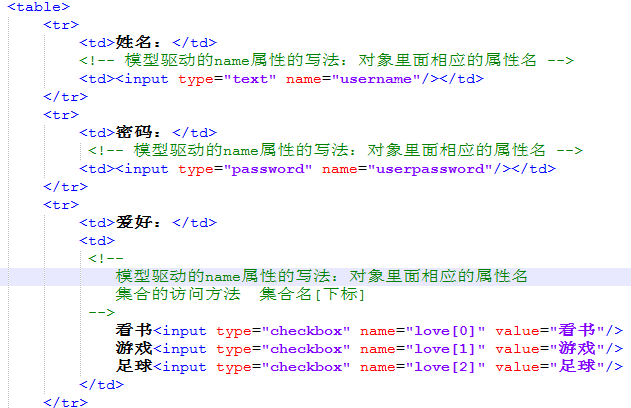 <table>
<tr>
<td>姓名：</td>
<!-- 模型驱动的name属性的写法：对象里面相应的属性名 -->
<td><input type="text" name="username"/></td>
</tr>
<tr>
<td>密码：</td>
<!-- 模型驱动的name属性的写法：对象里面相应的属性名 -->
<td><input type="password" name="userpassword"/></td>
</tr>
<tr>
<td>爱好：</td>
<td>
<!--
模型驱动的name属性的写法：对象里面相应的属性名
集合的访问方法  集合名[下标]
-->
看书<input type="checkbox" name="love[0]" value="看书"/>
游戏<input type="checkbox" name="love[1]" value="游戏"/>
足球<input type="checkbox" name="love[2]" value="足球"/>
</td>
</tr>